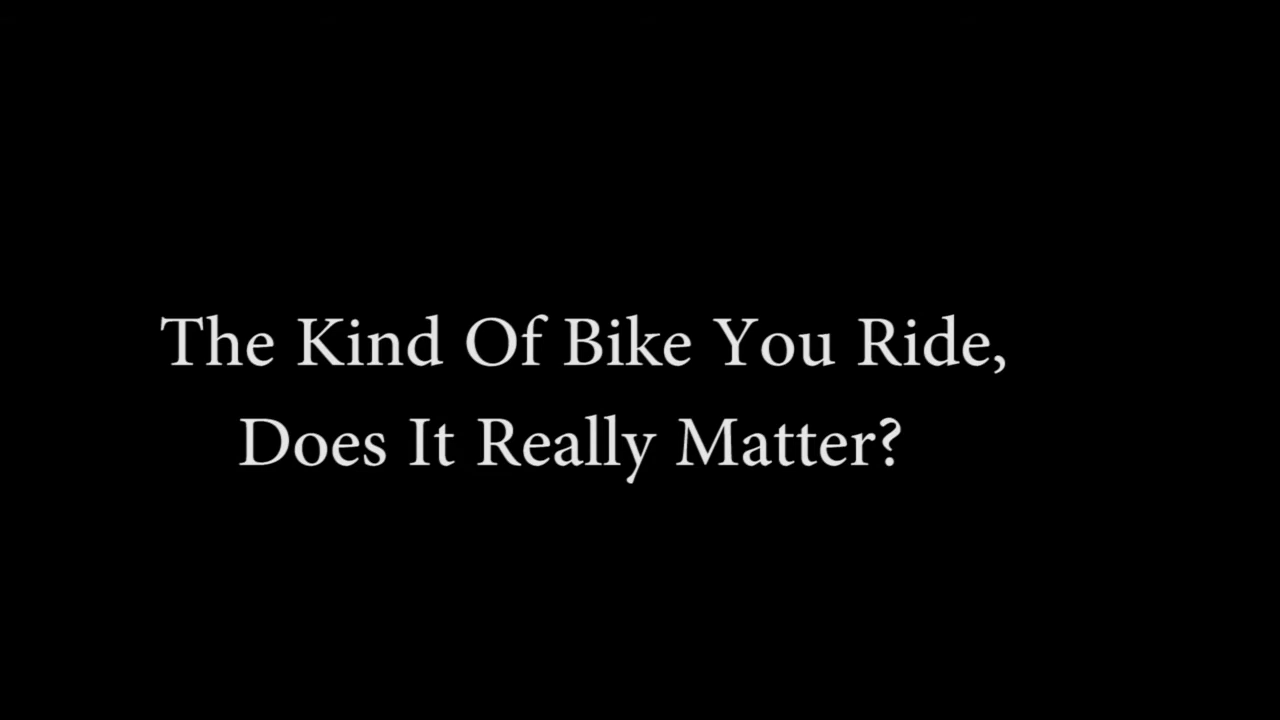 The Kind Of Bike You Ride,
Does It Really Matter?